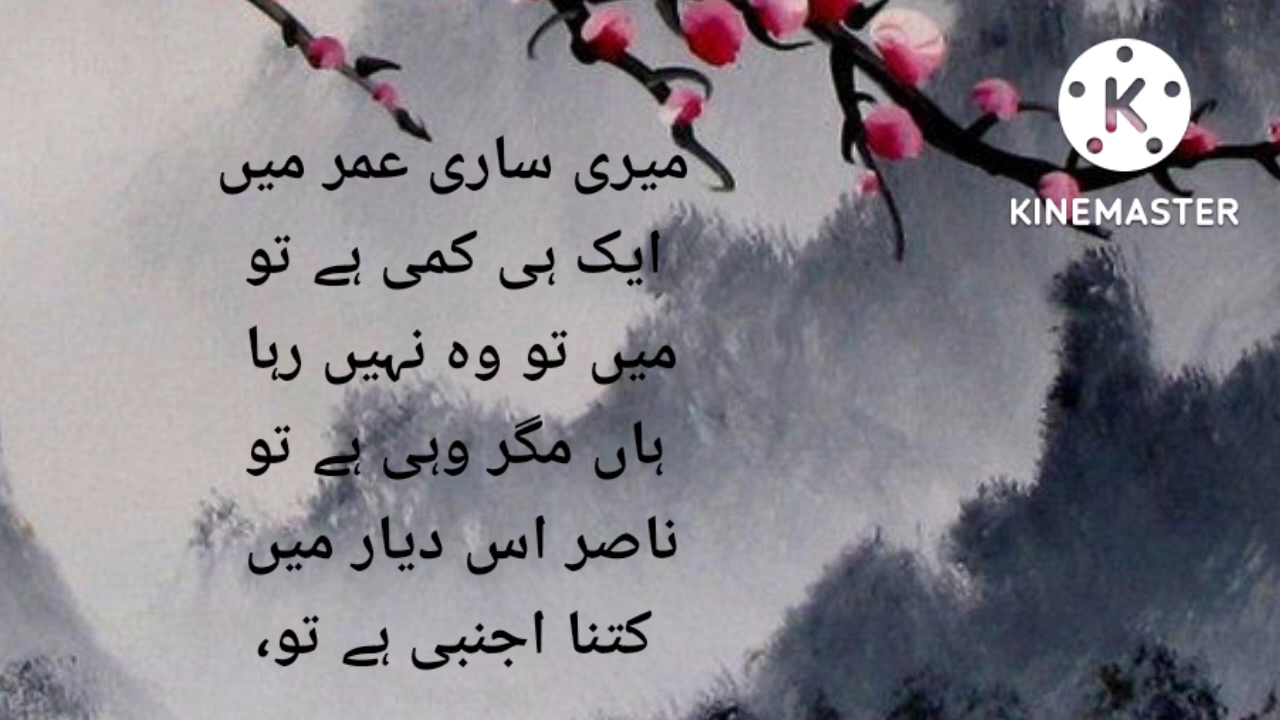 میری ساری عمر میں
ایک ہی کمی ہے تو
میں تو وہ نہیں رہا
ہاں مگر وہی ہے تو
ناصر اس دیار میں
کتنا اجنبی ہے تو،
K
KINEMASTER